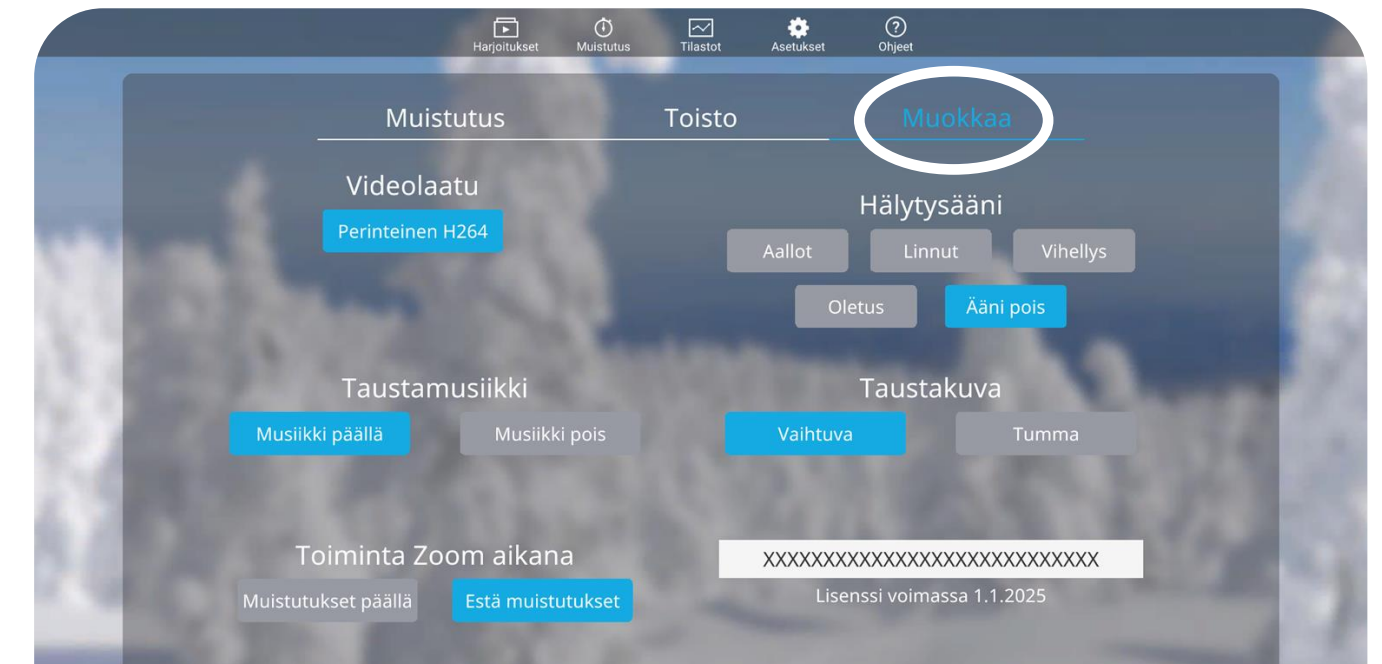 Harjoitukset Muistutus Tilastot Asetukset Ohjeet
Muistutus Toisto Muokkaa
Videolaatu
Perinteinen H264
Hälytysääni
Aallot Linnut Vihellys
Oletus Ääni pois
Taustamusiikki
Musiikki päällä Musiikki pois
Taustakuva
Vaihtuva Tumma
Toiminta Zoom aikana
Muistutukset päällä Estä muistutukset
XXXXXXXXXXXXXXXXXXXXXXXXXXXX
Lisenssi voimassa 1.1.2025